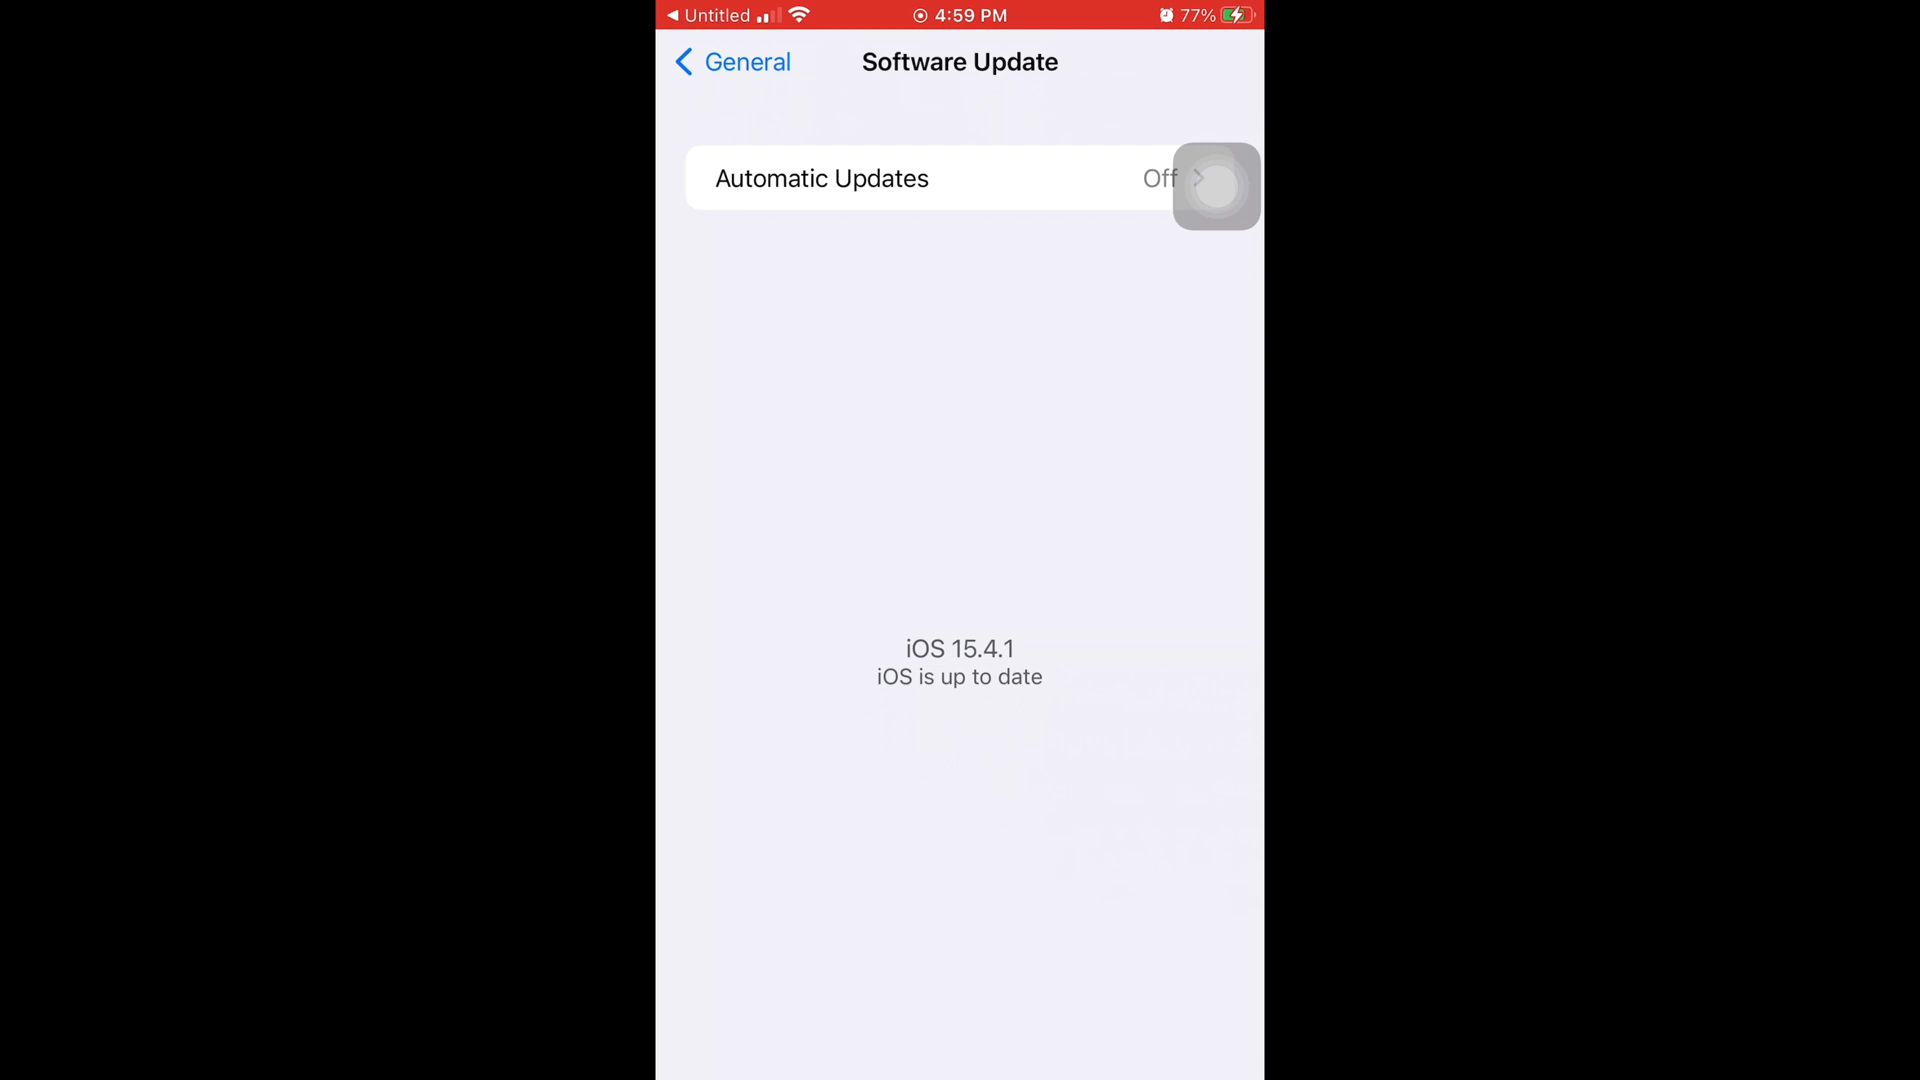 Untitled 4:59 PM 77%
General Software Update
Automatic Updates Off
iOS 15.4.1
iOS is up to date